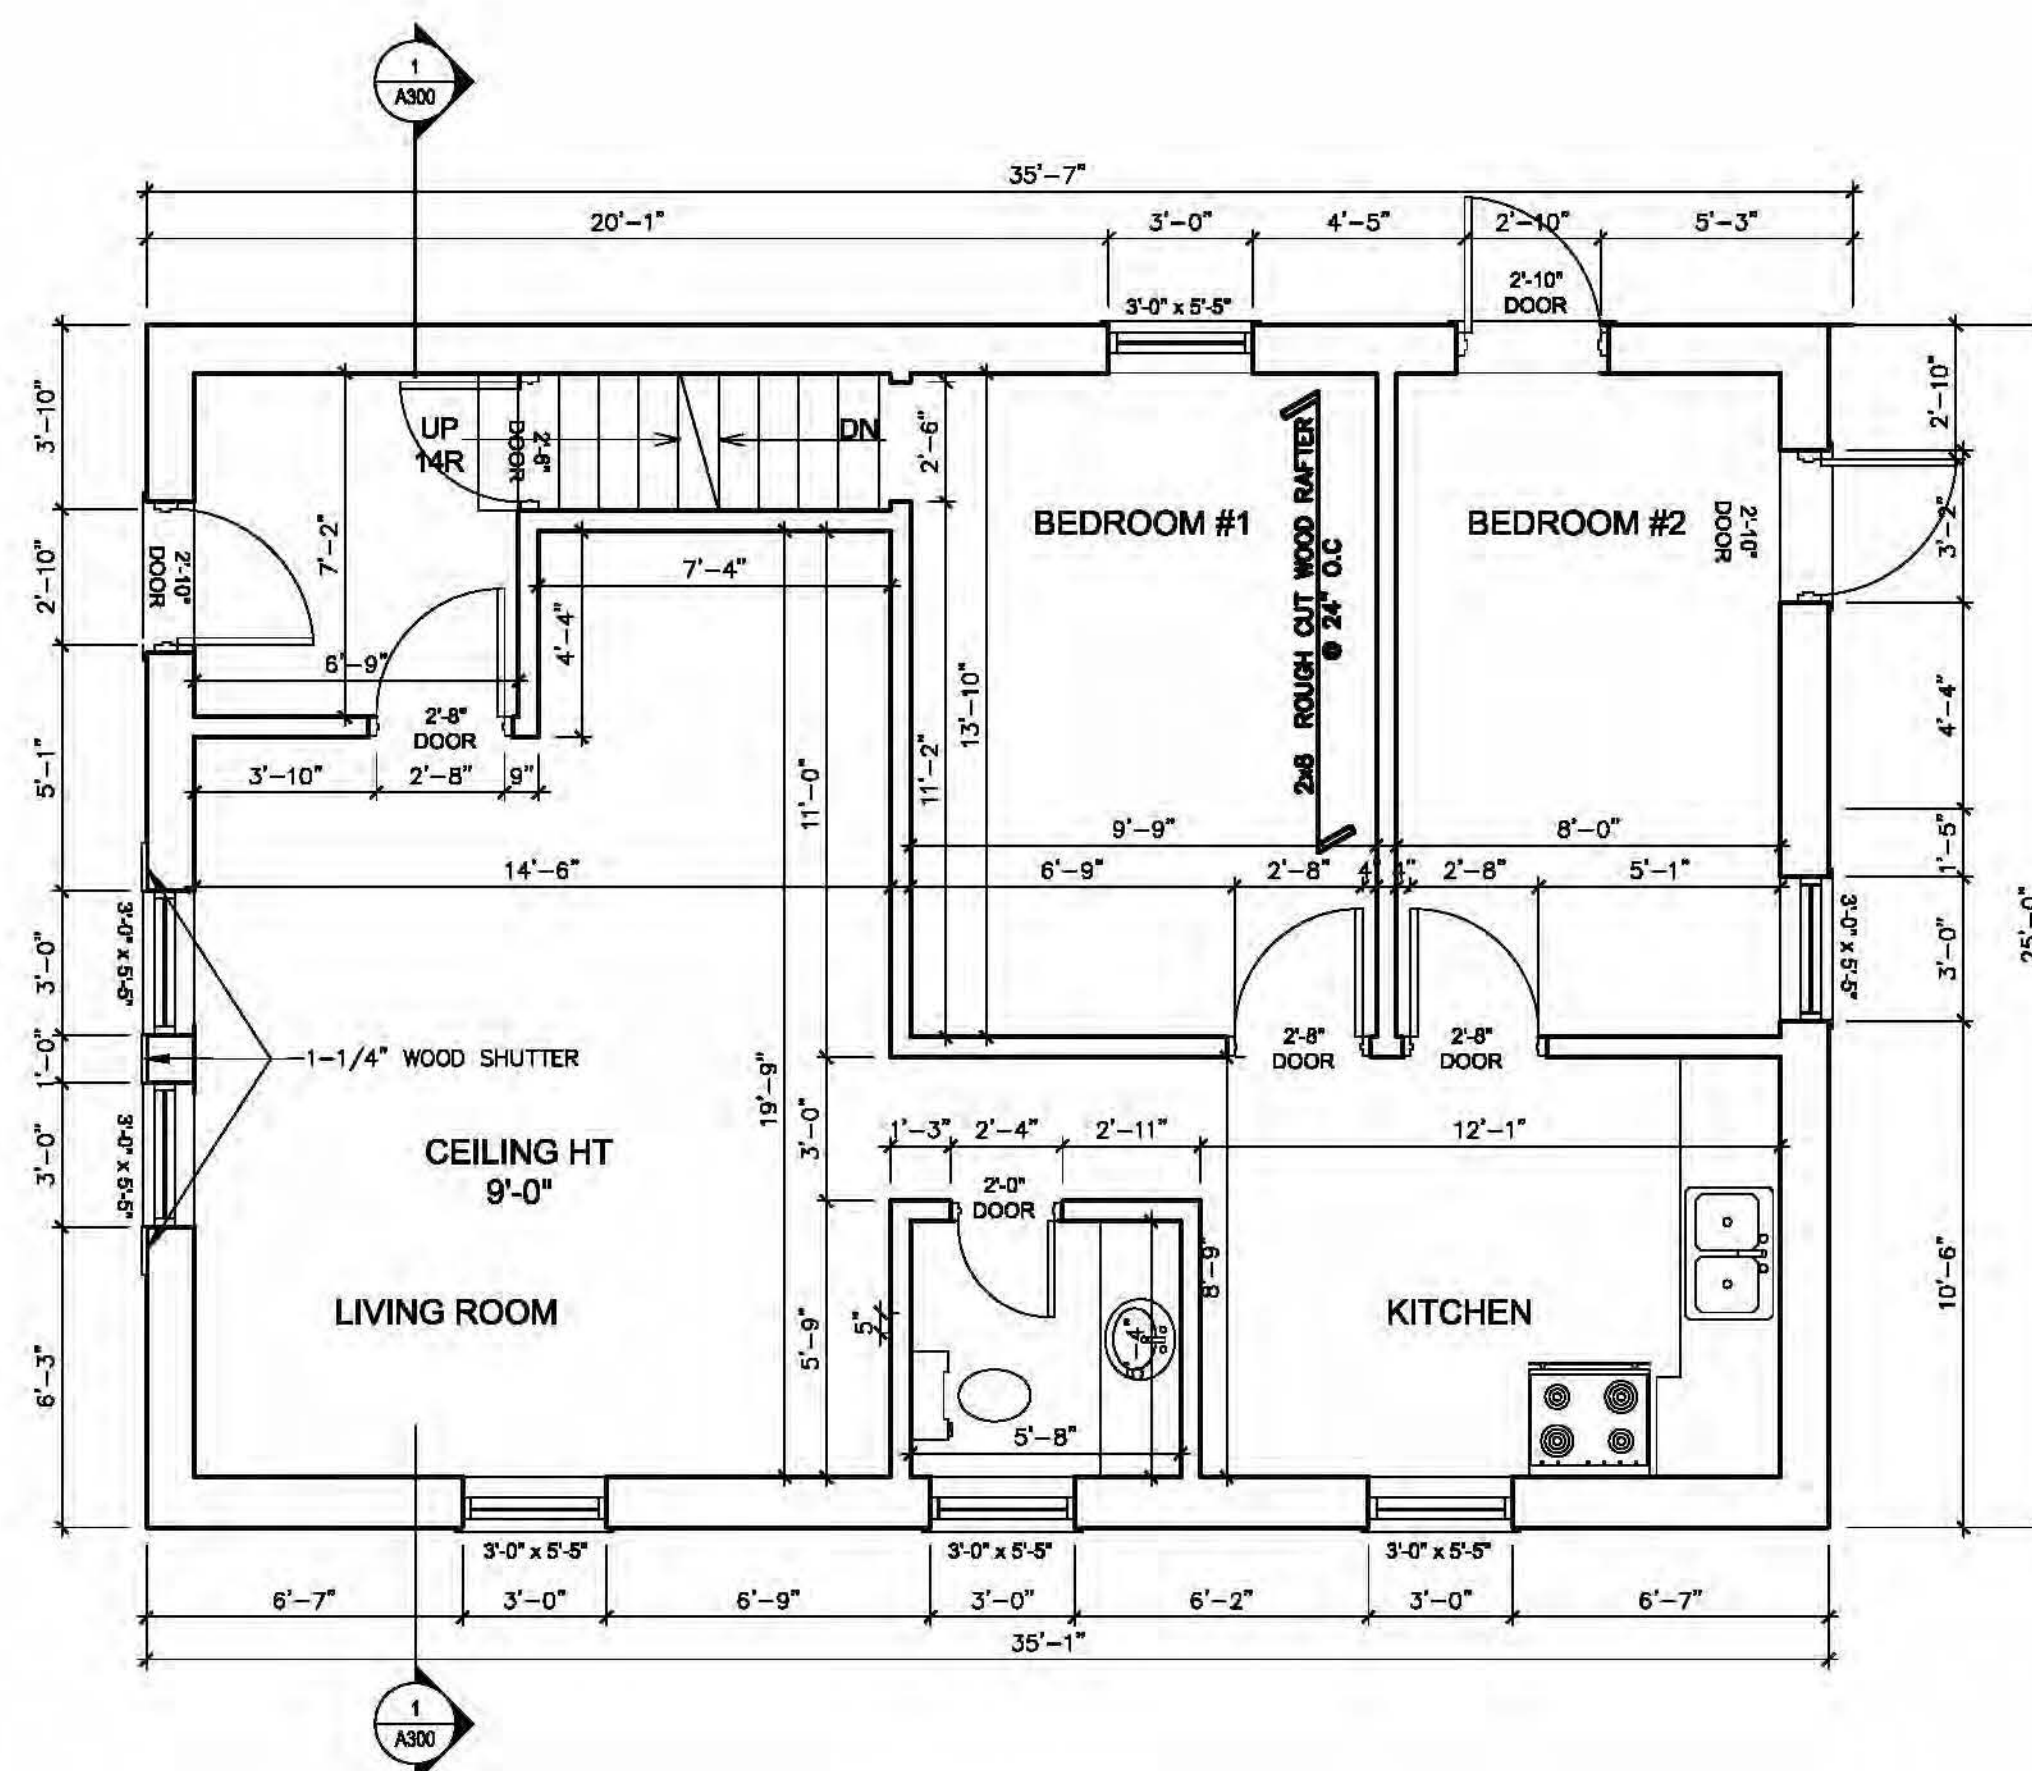 1
A300
35'-7"
20'-1"
3'-0"
4'-5"
2'-10"
5'-3"
3'-0" x 5'-5"
2'-10"
DOOR
3'-10"
2'-10"
5'-1"
3'-0"
1'-0"
3'-0"
6'-3"
2'-10"
3'-2"
4'-4"
1'-5"
3'-0"
10'-6"
25'-0"
UP
14R
2'-6"
DOOR
DN
2'-6"
7'-2"
2'-10"
DOOR
6'-9"
7'-4"
4'-4"
2'-8"
DOOR
3'-10"
2'-8"
9"
BEDROOM #1
BEDROOM #2
2x8 ROUGH CUT WOOD RAFTER
@ 24" O.C
2'-10"
DOOR
13'-10"
11'-2"
11'-0"
9'-9"
8'-0"
14'-6"
6'-9"
2'-8"
4"
4"
2'-8"
5'-1"
3'-0" x 5'-5"
3'-0" x 5'-5"
2'-8"
DOOR
2'-8"
DOOR
1-1/4" WOOD SHUTTER
19'-9"
3'-0"
3'-0" x 5'-5"
1'-3"
2'-4"
2'-11"
12'-1"
CEILING HT
9'-0"
2'-0"
DOOR
8'-9"
LIVING ROOM
5'-9"
5"
KITCHEN
5'-8"
3'-0" x 5'-5"
3'-0" x 5'-5"
3'-0" x 5'-5"
6'-7"
3'-0"
6'-9"
3'-0"
6'-2"
3'-0"
6'-7"
35'-1"
1
A300